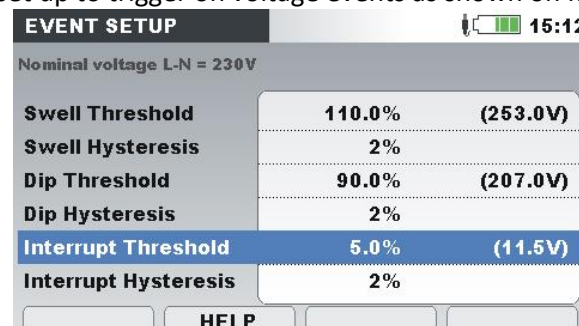 EVENT SETUP 15:12
Nominal voltage L-N = 230V
Swell Threshold 110.0% (253.0V)
Swell Hysteresis 2%
Dip Threshold 90.0% (207.0V)
Dip Hysteresis 2%
Interrupt Threshold 5.0% (11.5V)
Interrupt Hysteresis 2%
HELP